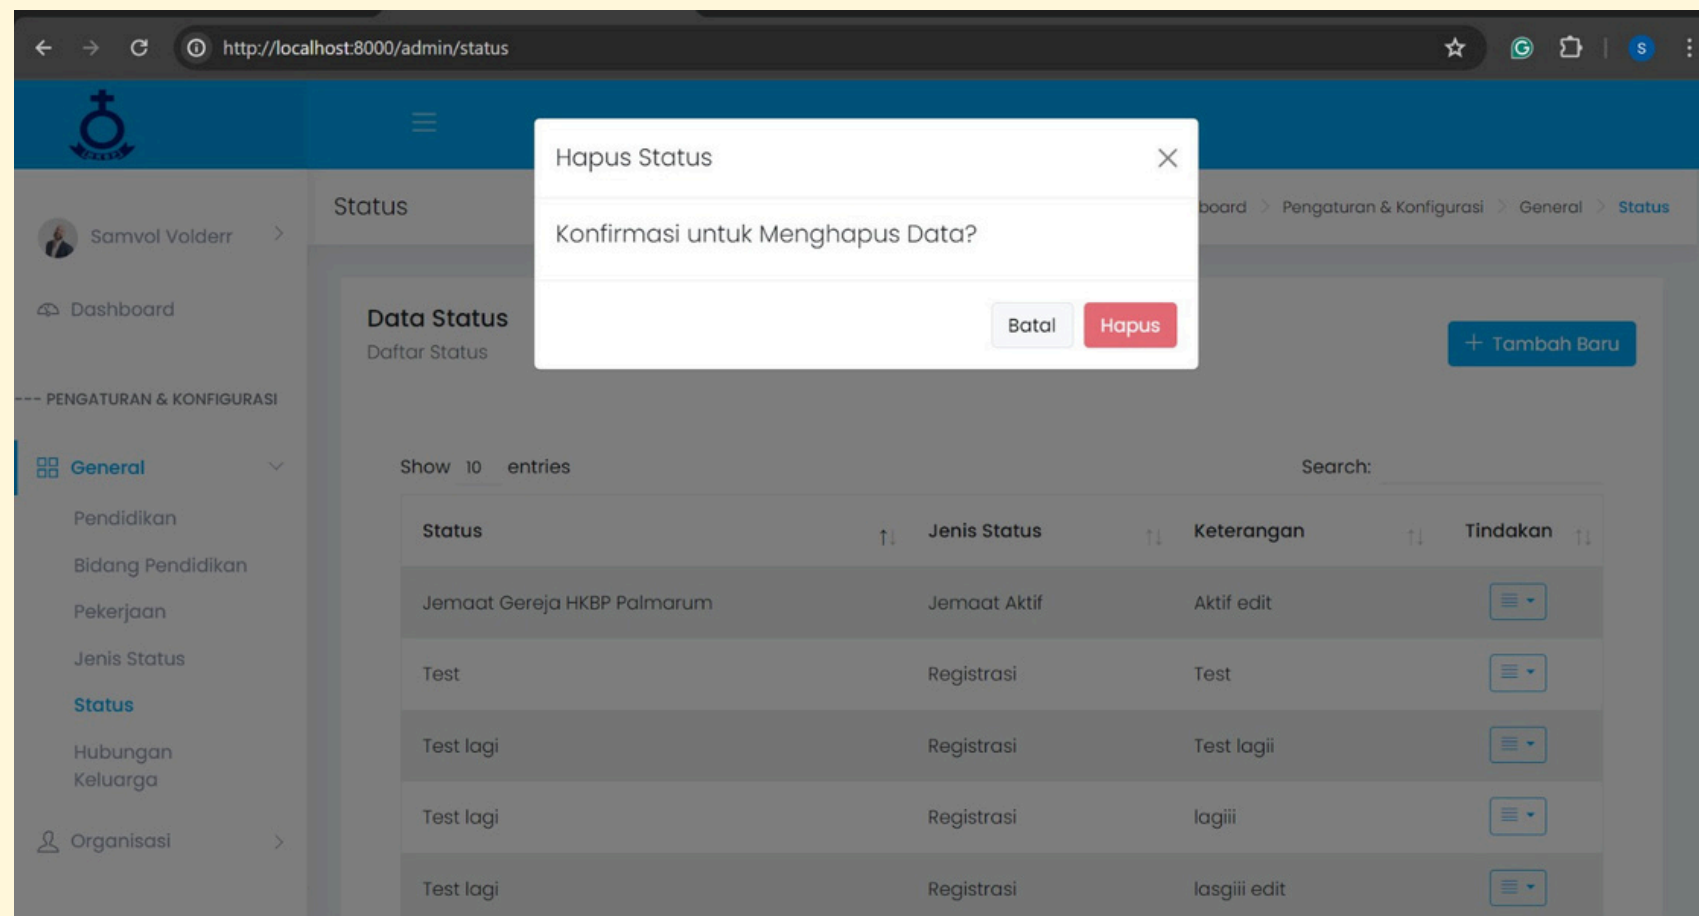 http://localhost:8000/admin/status
S
Hapus Status
Konfirmasi untuk Menghapus Data?
Batal
Hapus
Samvol Volderr
Status
board > Pengaturan & Konfigurasi > General > Status
Dashboard
Data Status
Daftar Status
+ Tambah Baru
--- PENGATURAN & KONFIGURASI
General
Pendidikan
Bidang Pendidikan
Pekerjaan
Jenis Status
Status
Hubungan
Keluarga
Organisasi
Show 10 entries
Search:
Status Jenis Status Keterangan Tindakan
Jemaat Gereja HKBP Palmarum Jemaat Aktif Aktif edit
Test Registrasi Test
Test lagi Registrasi Test lagii
Test lagi Registrasi lagiii
Test lagi Registrasi lasgiii edit